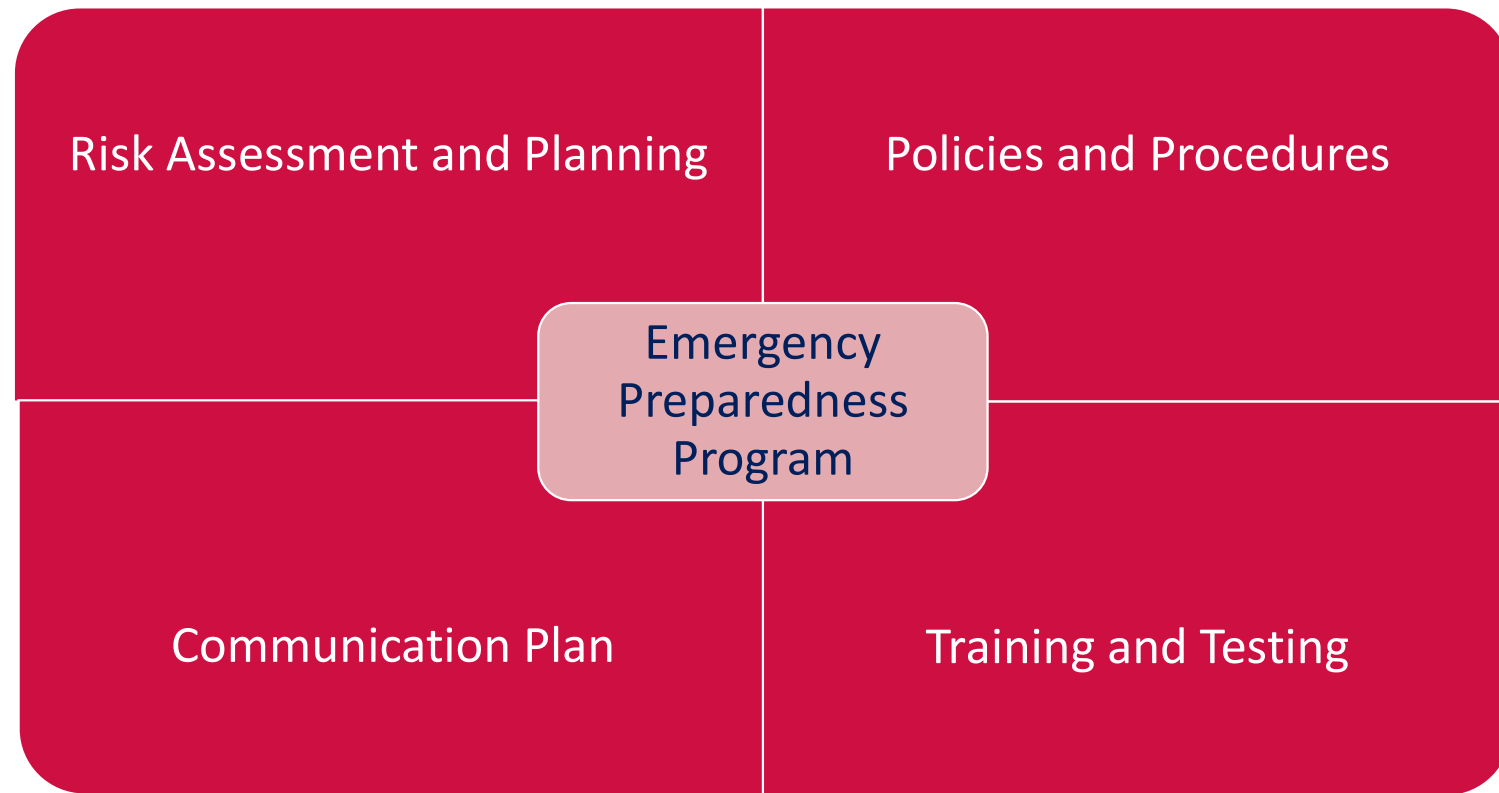 Risk Assessment and Planning
Policies and Procedures
Emergency
Preparedness
Program
Communication Plan
Training and Testing